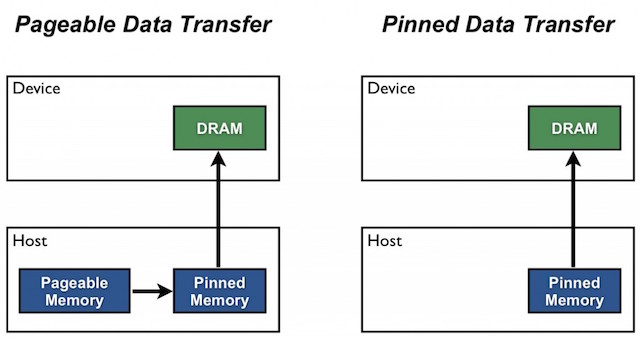 Pageable Data Transfer
Device
DRAM
Host
Pageable
Memory
Pinned
Memory
Pinned Data Transfer
Device
DRAM
Host
Pinned
Memory